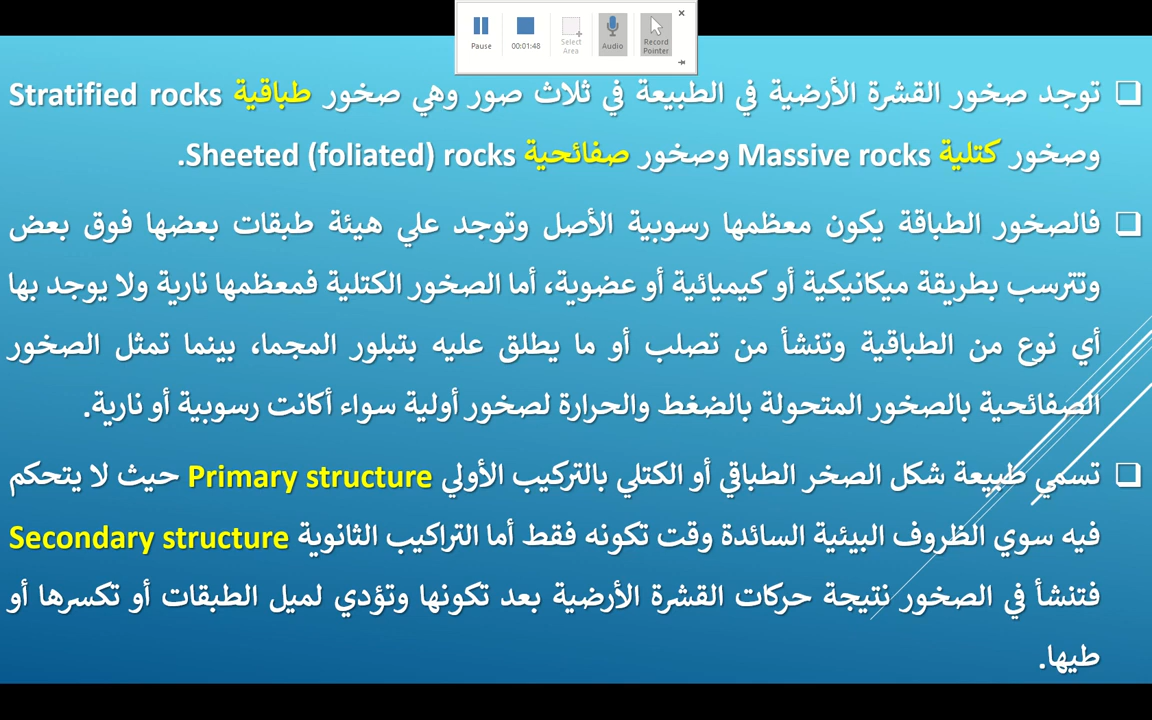 Pause
00:01:48
Select Area
Audio
Record Pointer
توجد صخور القشرة الأرضية في الطبيعة في ثلاث صور وهي صخور طباقية Stratified rocks
وصخور كتلية Massive rocks وصخور صفائحية Sheeted (foliated) rocks.
فالصخور الطباقة يكون معظمها رسوبية الأصل وتوجد علي هيئة طبقات بعضها فوق بعض
وتترسب بطريقة ميكانيكية أو كيميائية أو عضوية، أما الصخور الكتلية فمعظمها نارية ولا يوجد بها
أي نوع من الطباقية وتنشأ من تصلب أو ما يطلق عليه بتبلور المجما، بينما تمثل الصخور
الصفائحية بالصخور المتحولة بالضغط والحرارة لصخور أولية سواء أكانت رسوبية أو نارية.
تسمي طبيعة شكل الصخر الطباقي أو الكتلي بالتركيب الأولي Primary structure حيث لا يتحكم
فيه سوي الظروف البيئية السائدة وقت تكونه فقط أما التراكيب الثانوية Secondary structure
فتنشأ في الصخور نتيجة حركات القشرة الأرضية بعد تكونها وتؤدي لميل الطبقات أو تكسرها أو
طيها.